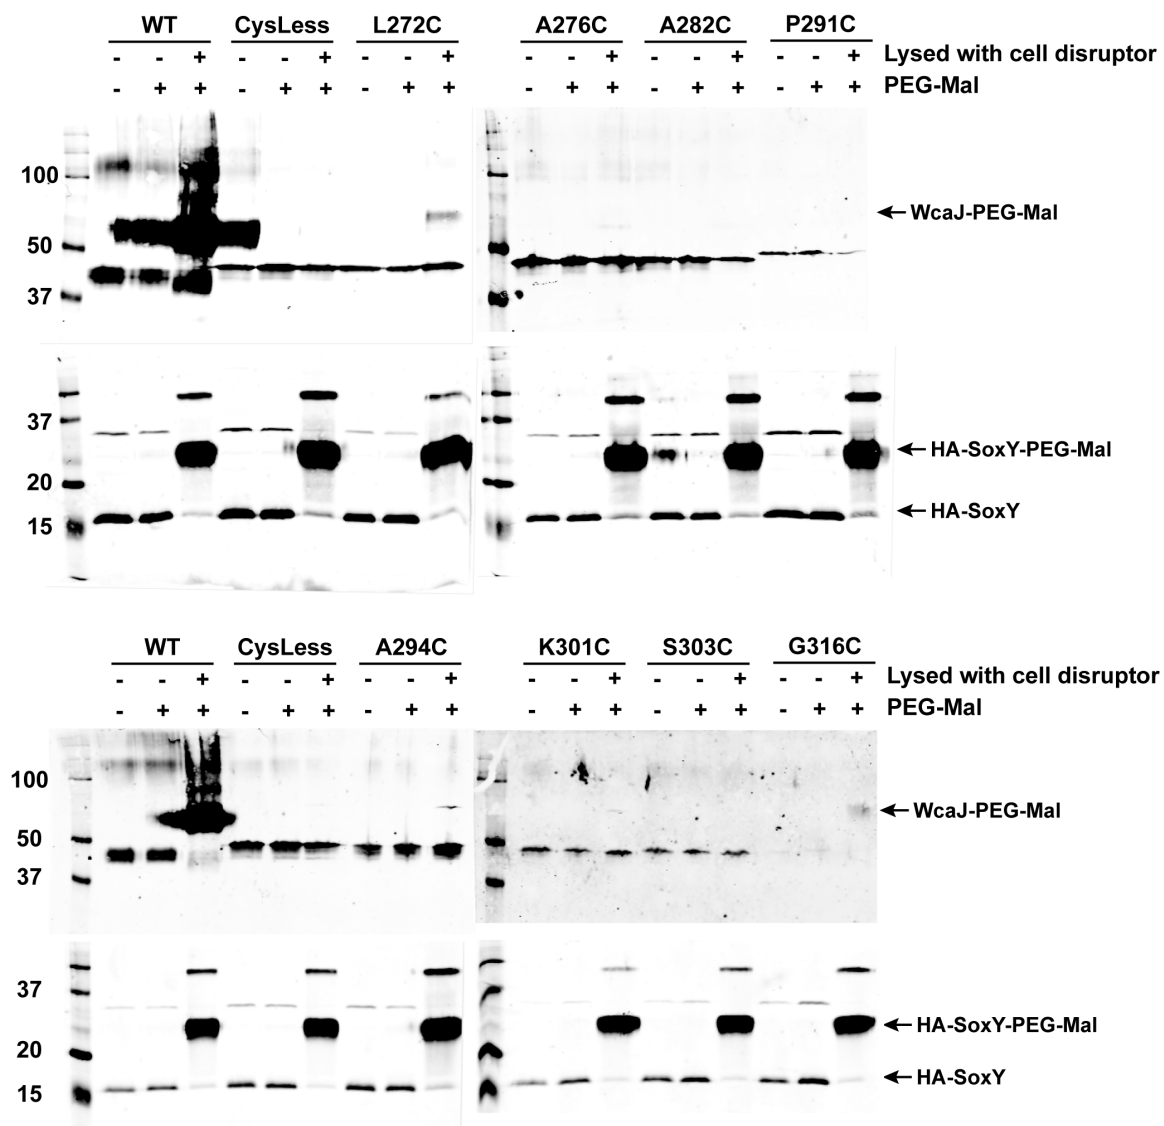 WT CysLess L272C A276C A282C P291C
- - + - - + - - + - - + - - + - - + Lysed with cell disruptor
- + + - + + - + + - + + - + + - + + PEG-Mal
100
WcaJ-PEG-Mal
50
37
37
HA-SoxY-PEG-Mal
20
HA-SoxY
15
WT CysLess A294C K301C S303C G316C
- - + - - + - - + - - + - - + - - + Lysed with cell disruptor
- + + - + + - + + - + + - + + - + + PEG-Mal
100
WcaJ-PEG-Mal
50
37
37
HA-SoxY-PEG-Mal
20
HA-SoxY
15